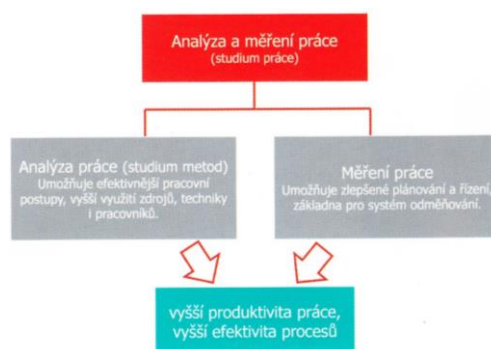 Analýza a měření práce
(studium práce)
Analýza práce (studium metod)
Umožňuje efektivnější pracovní
postupy, vyšší využití zdrojů, techniky
i pracovníků.
Měření práce
Umožňuje zlepšené plánování a řízení,
základna pro systém odměňování.
vyšší produktivita práce,
vyšší efektivita procesů